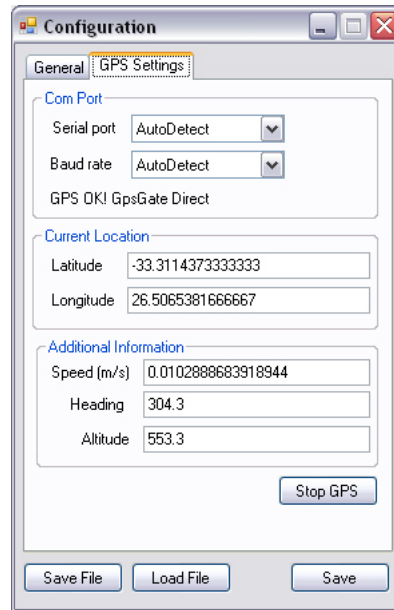 Configuration
General GPS Settings
Com Port
Serial port AutoDetect
Baud rate AutoDetect
GPS OK! GpsGate Direct
Current Location
Latitude -33.3114373333333
Longitude 26.5065381666667
Additional Information
Speed (m/s) 0.0102888683918944
Heading 304.3
Altitude 553.3
Stop GPS
Save File Load File Save